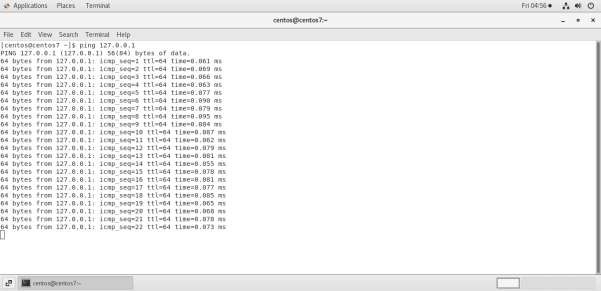 Applications Places Terminal Fri 04:56
centos@centos7:~
File Edit View Search Terminal Help
[centos@centos7 ~]$ ping 127.0.0.1
PING 127.0.0.1 (127.0.0.1) 56(84) bytes of data.
64 bytes from 127.0.0.1: icmp_seq=1 ttl=64 time=0.061 ms
64 bytes from 127.0.0.1: icmp_seq=2 ttl=64 time=0.069 ms
64 bytes from 127.0.0.1: icmp_seq=3 ttl=64 time=0.066 ms
64 bytes from 127.0.0.1: icmp_seq=4 ttl=64 time=0.063 ms
64 bytes from 127.0.0.1: icmp_seq=5 ttl=64 time=0.077 ms
64 bytes from 127.0.0.1: icmp_seq=6 ttl=64 time=0.090 ms
64 bytes from 127.0.0.1: icmp_seq=7 ttl=64 time=0.079 ms
64 bytes from 127.0.0.1: icmp_seq=8 ttl=64 time=0.095 ms
64 bytes from 127.0.0.1: icmp_seq=9 ttl=64 time=0.084 ms
64 bytes from 127.0.0.1: icmp_seq=10 ttl=64 time=0.087 ms
64 bytes from 127.0.0.1: icmp_seq=11 ttl=64 time=0.062 ms
64 bytes from 127.0.0.1: icmp_seq=12 ttl=64 time=0.079 ms
64 bytes from 127.0.0.1: icmp_seq=13 ttl=64 time=0.081 ms
64 bytes from 127.0.0.1: icmp_seq=14 ttl=64 time=0.055 ms
64 bytes from 127.0.0.1: icmp_seq=15 ttl=64 time=0.078 ms
64 bytes from 127.0.0.1: icmp_seq=16 ttl=64 time=0.081 ms
64 bytes from 127.0.0.1: icmp_seq=17 ttl=64 time=0.077 ms
64 bytes from 127.0.0.1: icmp_seq=18 ttl=64 time=0.085 ms
64 bytes from 127.0.0.1: icmp_seq=19 ttl=64 time=0.065 ms
64 bytes from 127.0.0.1: icmp_seq=20 ttl=64 time=0.068 ms
64 bytes from 127.0.0.1: icmp_seq=21 ttl=64 time=0.078 ms
64 bytes from 127.0.0.1: icmp_seq=22 ttl=64 time=0.073 ms
centos@centos7:~